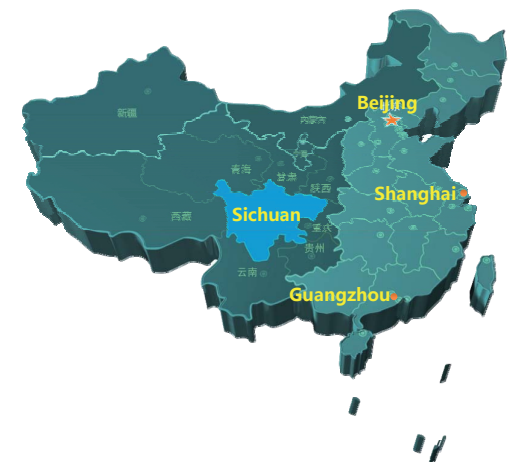 Beijing
新疆
内蒙古
青海
甘肃
陕西
Shanghai
Sichuan
西藏
重庆
贵州
云南
Guangzhou